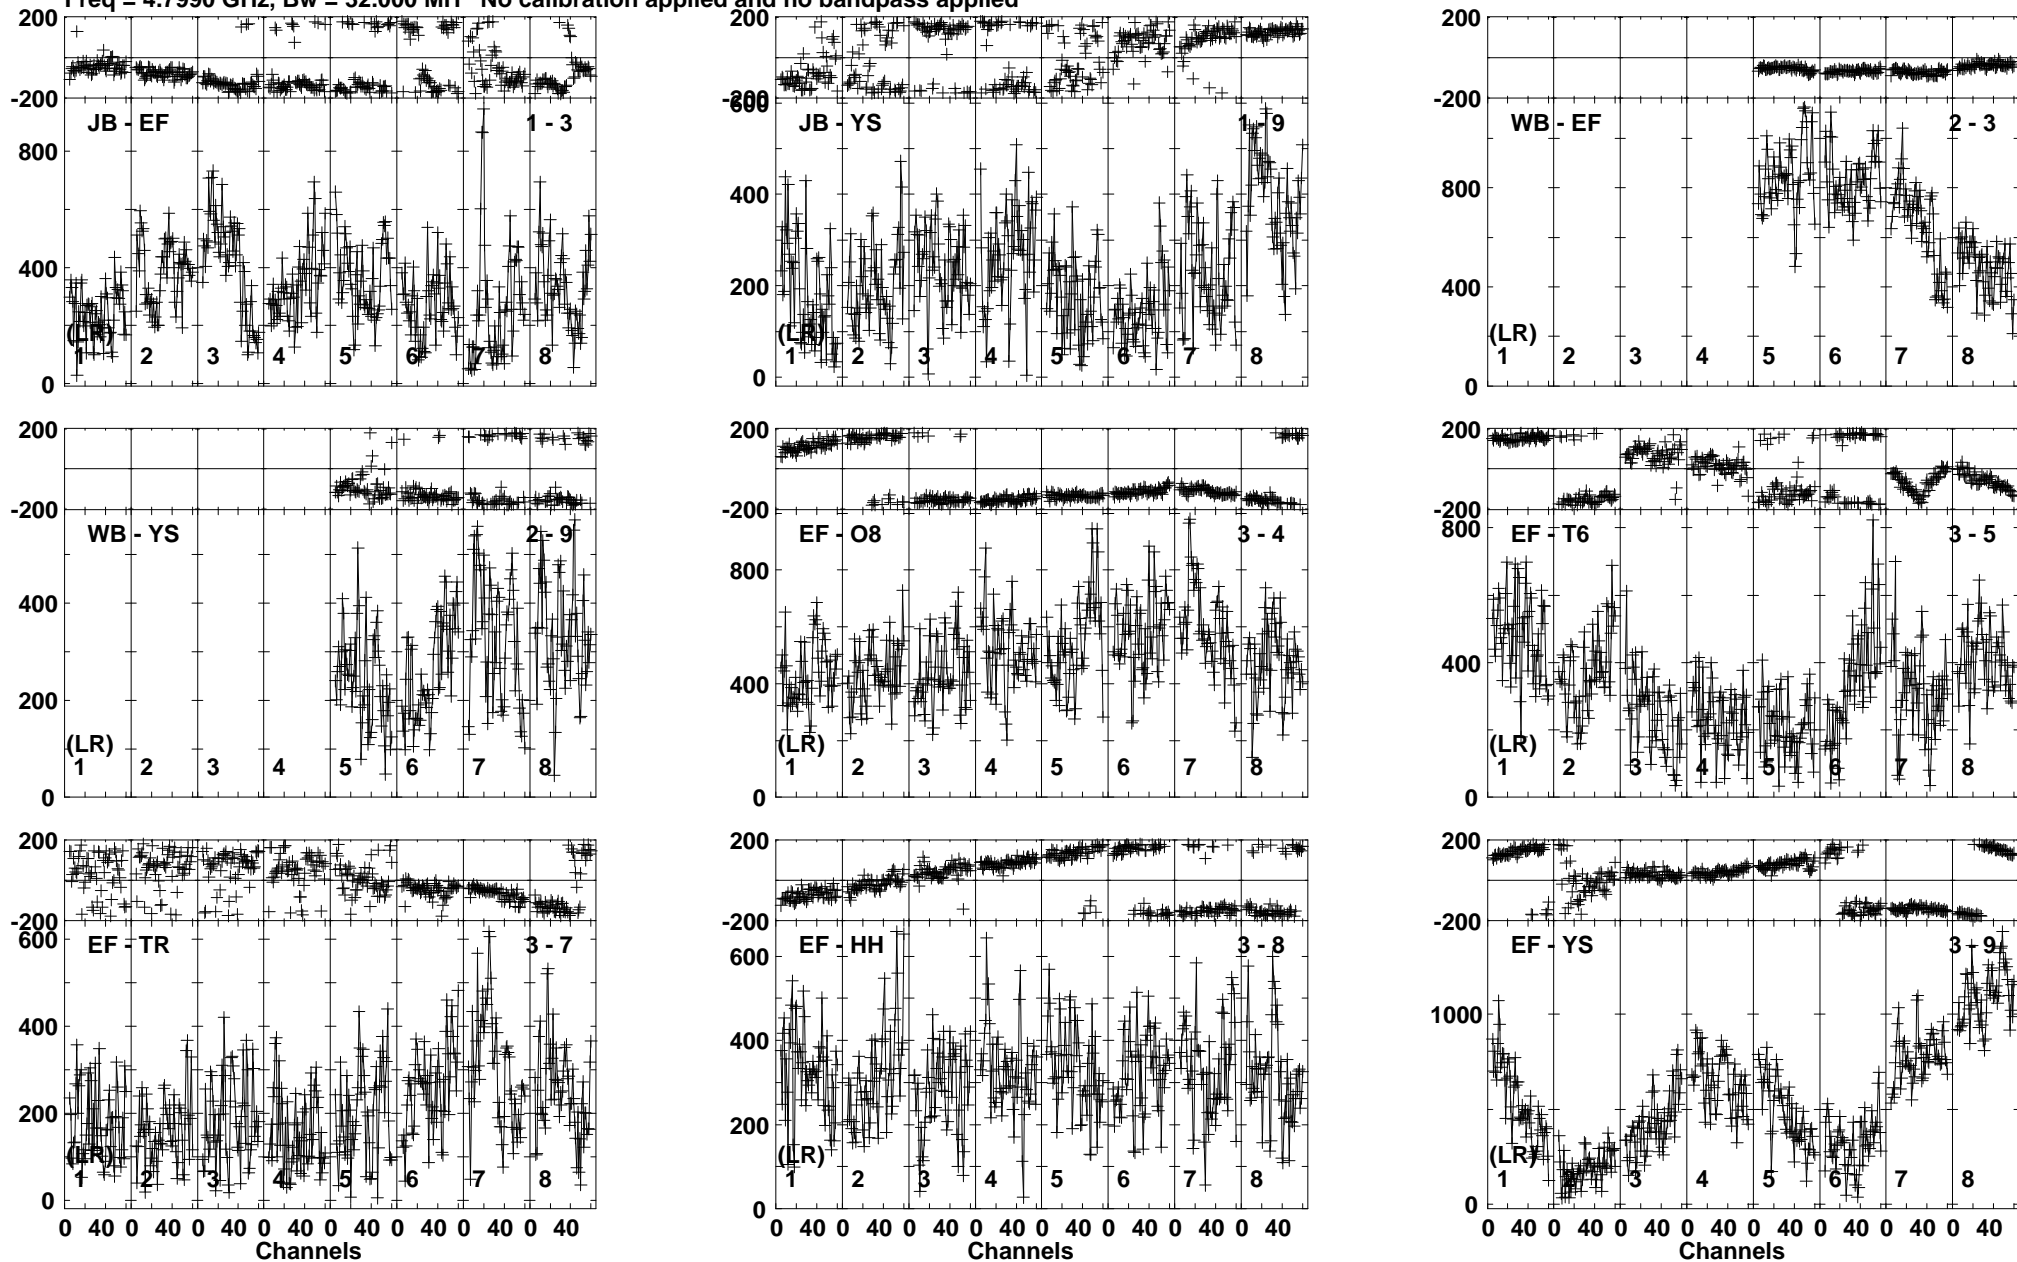 Freq = 4.7990 GHz, Bw = 32.000 MH No calibration applied and no bandpass applied
200
-200
JB - EF
1 - 3
800
400
0
(LR)
1 2 3 4 5 6 7 8
200
-200
600
JB - YS
1 - 9
400
200
0
(LR)
1 2 3 4 5 6 7 8
200
-200
WB - EF
2 - 3
800
400
0
(LR)
1 2 3 4 5 6 7 8
200
-200
WB - YS
2 - 9
400
200
0
(LR)
1 2 3 4 5 6 7 8
200
-200
EF - O8
3 - 4
800
400
0
(LR)
1 2 3 4 5 6 7 8
200
-200
800
EF - T6
3 - 5
400
0
(LR)
1 2 3 4 5 6 7 8
200
-200
600
EF - TR
3 - 7
400
200
0
(LR)
1 2 3 4 5 6 7 8
0 40 0 40 0 40 0 40 0 40 0 40 0 40 0 40
Channels
200
-200
EF - HH
3 - 8
600
400
200
0
(LR)
1 2 3 4 5 6 7 8
0 40 0 40 0 40 0 40 0 40 0 40 0 40 0 40
Channels
200
-200
EF - YS
3 - 9
1000
0
(LR)
1 2 3 4 5 6 7 8
0 40 0 40 0 40 0 40 0 40 0 40 0 40 0 40
Channels